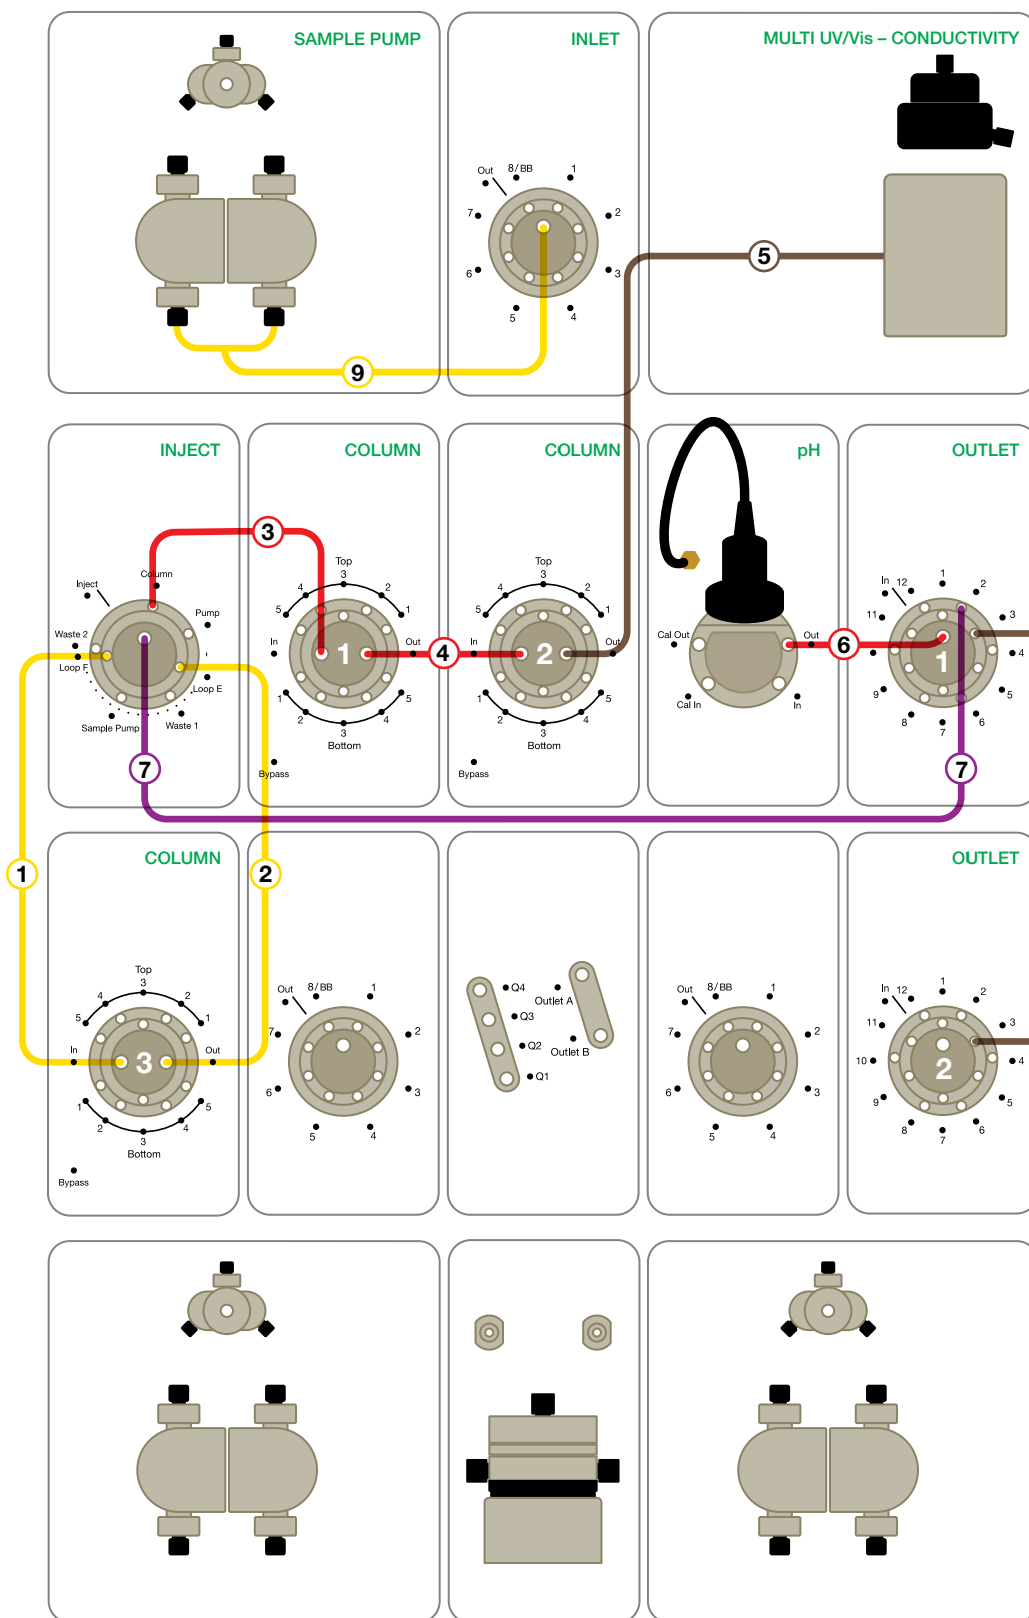 SAMPLE PUMP
INLET
MULTI UV/Vis – CONDUCTIVITY
Out
8/BB
1
2
3
4
5
6
7
5
9
INJECT
COLUMN
COLUMN
pH
OUTLET
3
Inject
Column
Pump
Waste 2
Loop F
Loop E
Sample Pump
Waste 1
Top
3
4
2
5
1
In
Out
1
1
5
2
4
3
Bottom
Bypass
4
Top
3
4
2
5
1
In
Out
2
1
5
2
4
3
Bottom
Bypass
Cal Out
Out
Cal In
In
6
In
12
1
2
11
3
4
1
9
5
8
6
7
7
7
COLUMN
OUTLET
1
2
Top
3
4
2
5
1
In
Out
3
1
5
2
4
3
Bottom
Bypass
Out
8/BB
1
7
2
6
3
5
4
Q4
Q3
Q2
Q1
Outlet A
Outlet B
Out
8/BB
1
7
2
6
3
5
4
In
12
1
2
11
3
10
4
2
9
5
8
6
7